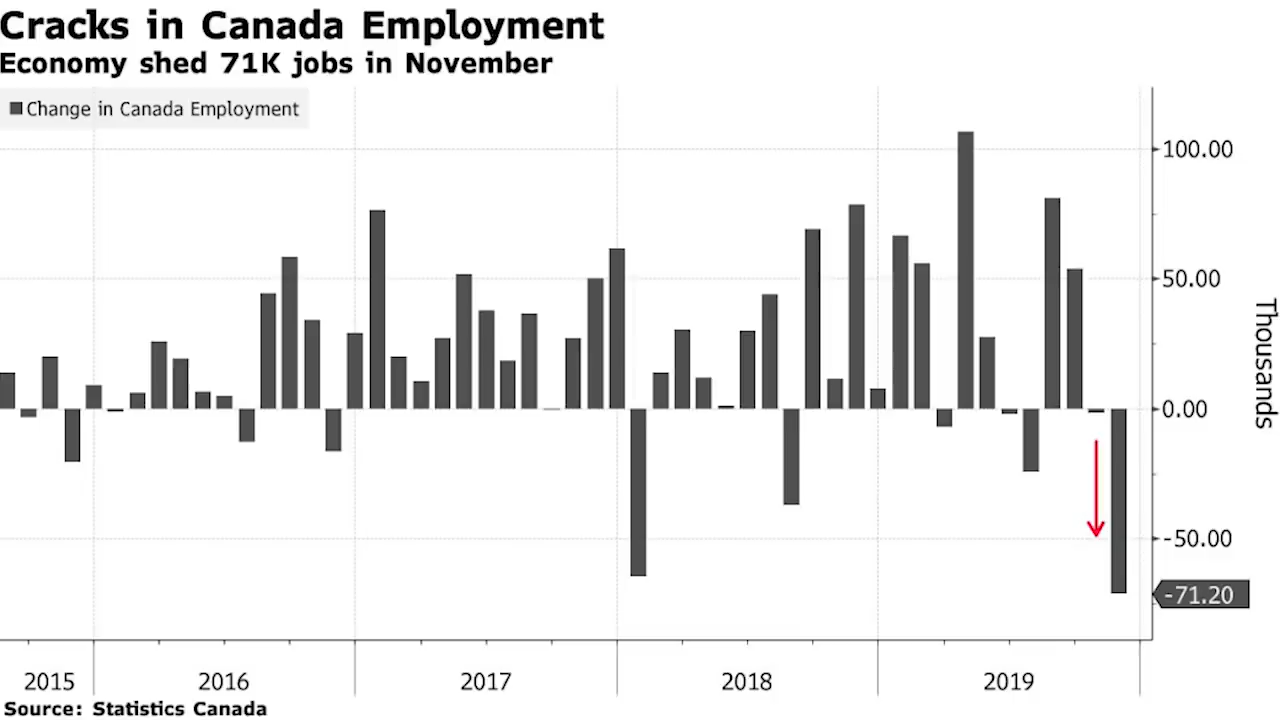 Cracks in Canada Employment
Economy shed 71K jobs in November
Change in Canada Employment
100.00
50.00
0.00
-50.00
-71.20
Thousands
2015 2016 2017 2018 2019
Source: Statistics Canada